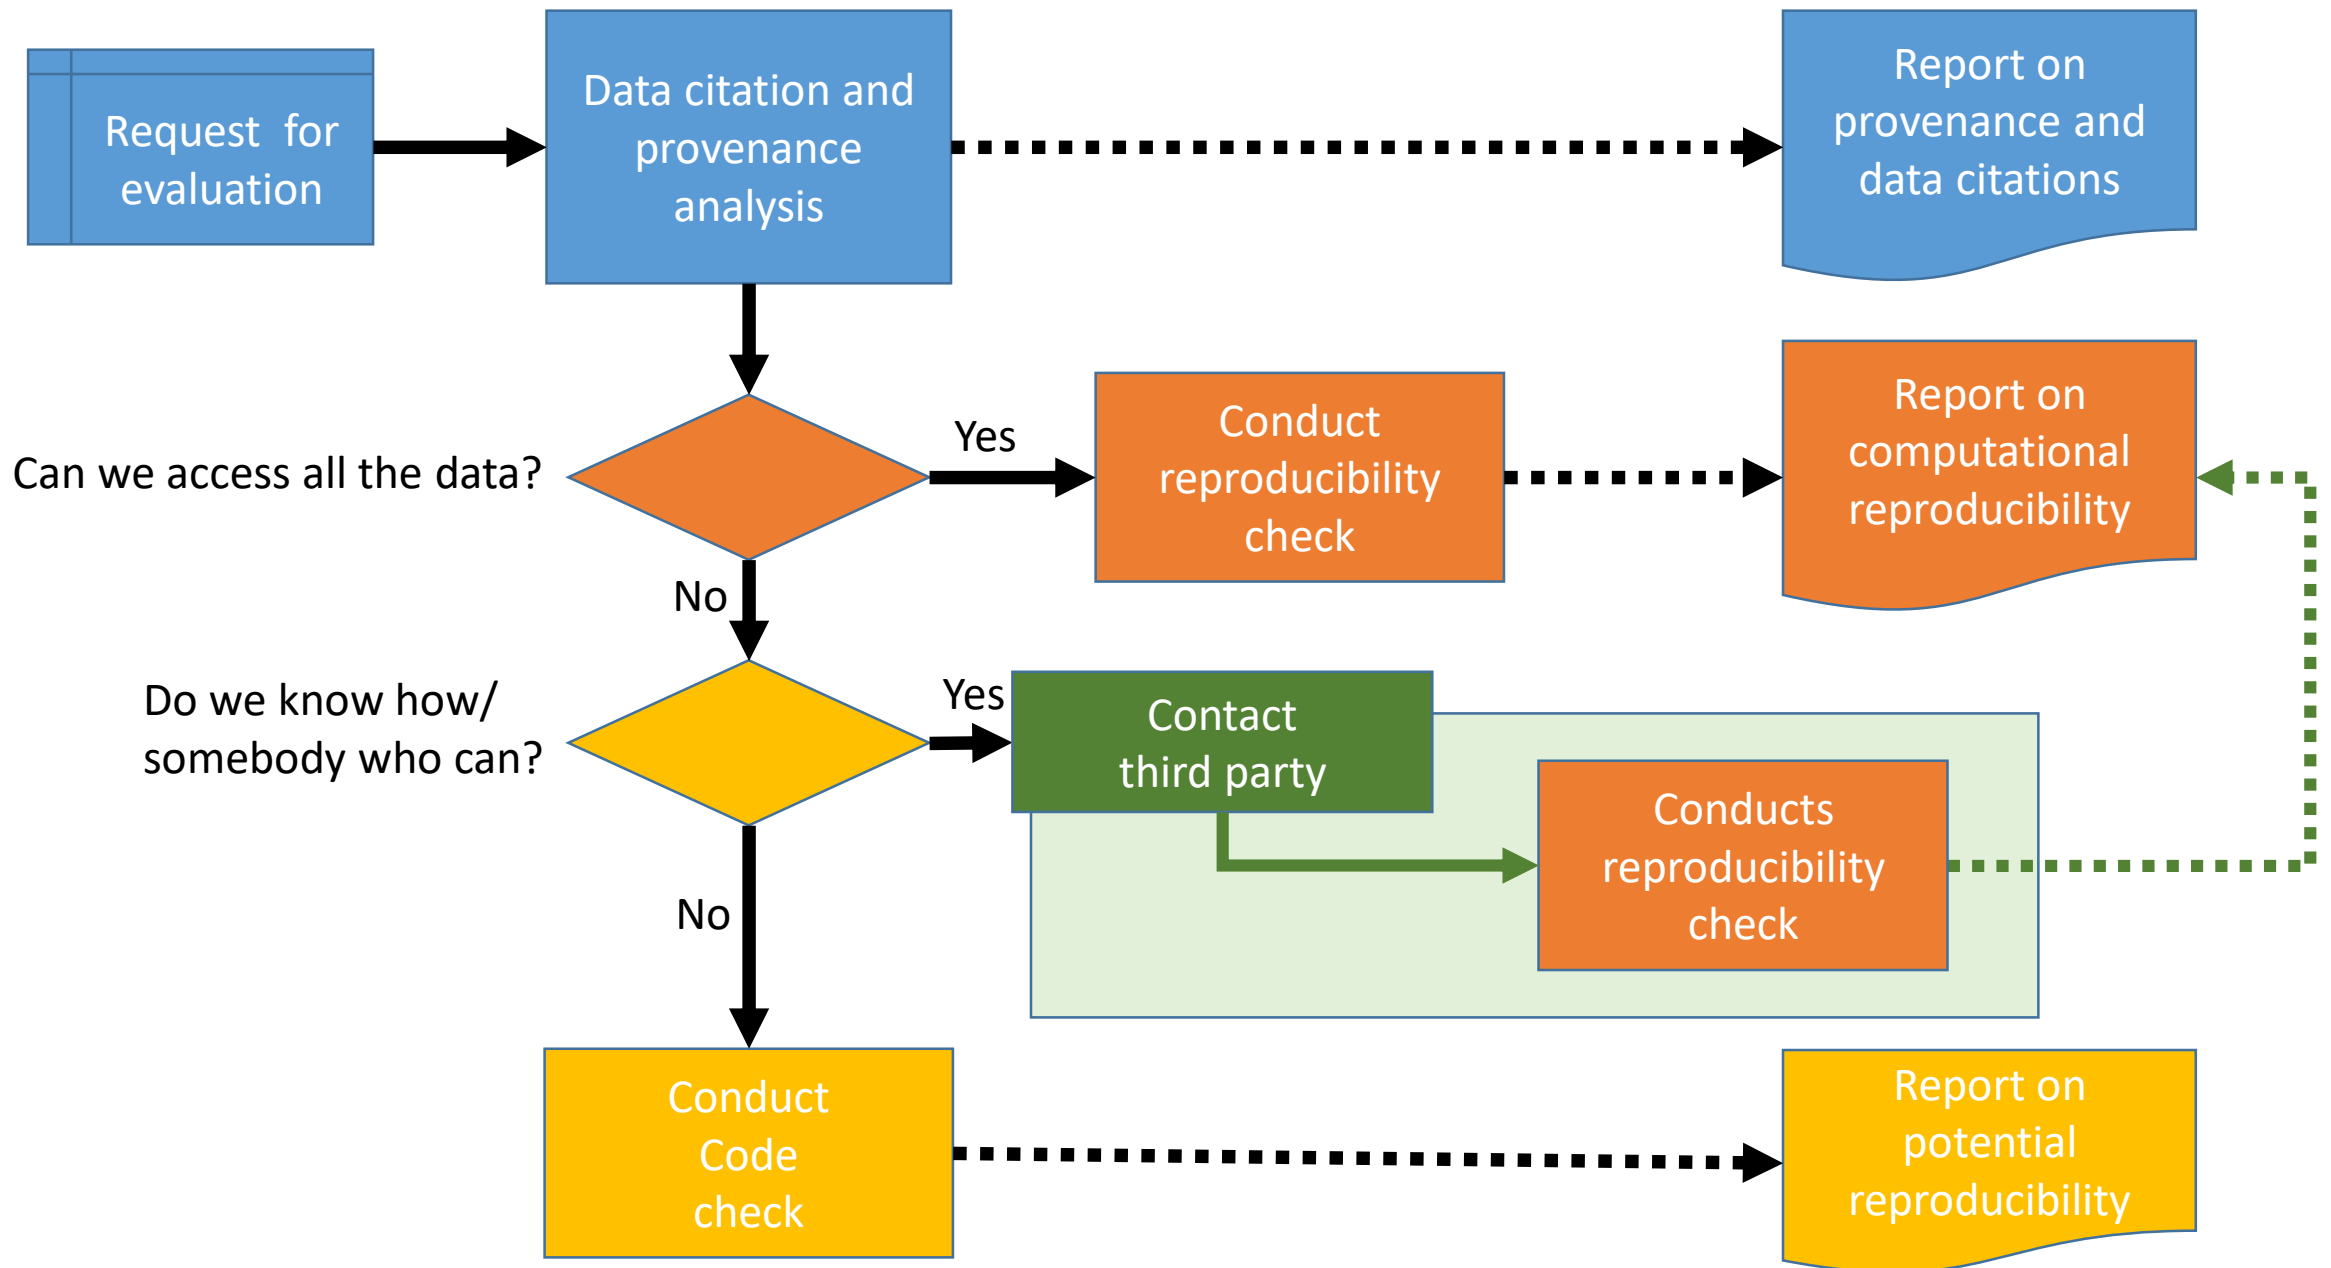 Request for
evaluation
Data citation and
provenance
analysis
Report on
provenance and
data citations
Can we access all the data?
Yes
Conduct
reproducibility
check
Report on
computational
reproducibility
No
Do we know how/
somebody who can?
Yes
Contact
third party
Conducts
reproducibility
check
No
Conduct
Code
check
Report on
potential
reproducibility